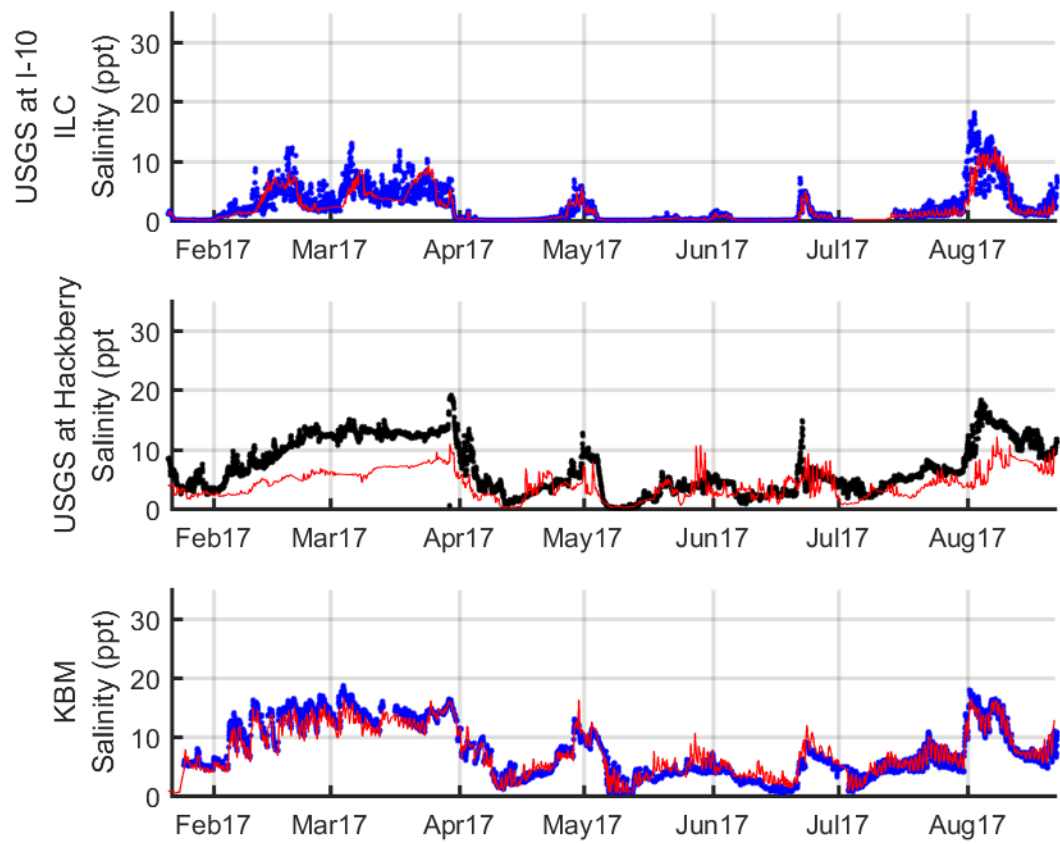 USGS at I-10
ILC
Salinity (ppt)
30
20
10
0
Feb17 Mar17 Apr17 May17 Jun17 Jul17 Aug17
USGS at Hackberry
Salinity (ppt
30
20
10
0
Feb17 Mar17 Apr17 May17 Jun17 Jul17 Aug17
KBM
Salinity (ppt)
30
20
10
0
Feb17 Mar17 Apr17 May17 Jun17 Jul17 Aug17